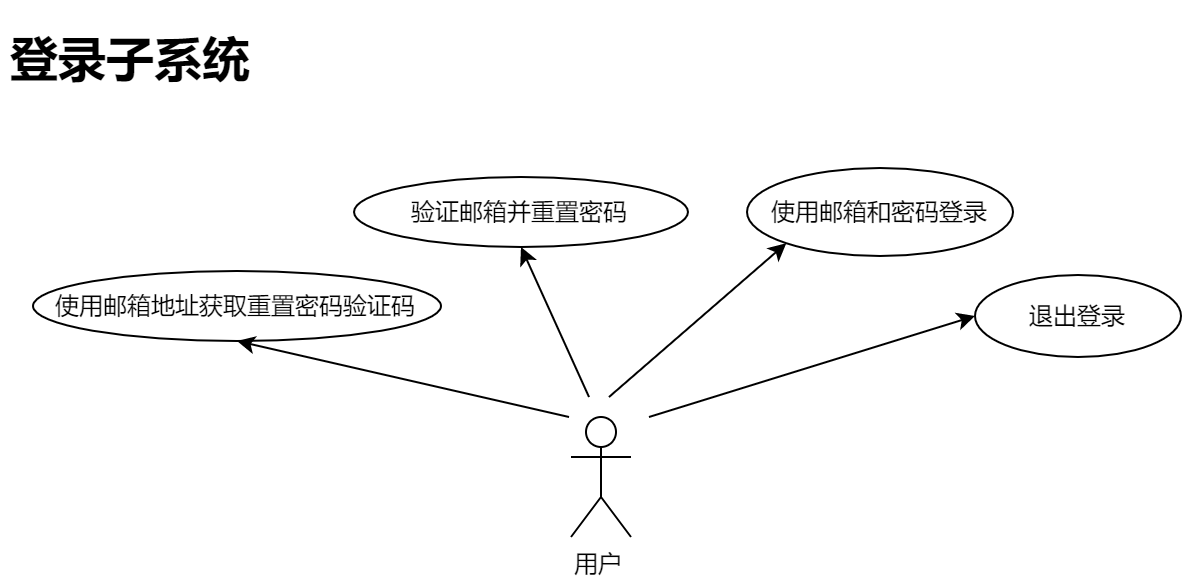 登录子系统
验证邮箱并重置密码
使用邮箱和密码登录
使用邮箱地址获取重置密码验证码
退出登录
用户